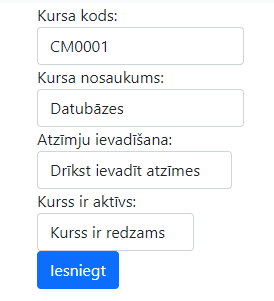 Kursa kods:
CM0001
Kursa nosaukums:
Datubāzes
Atzīmju ievadīšana:
Drīkst ievadīt atzīmes
Kurss ir aktīvs:
Kurss ir redzams
Iesniegt